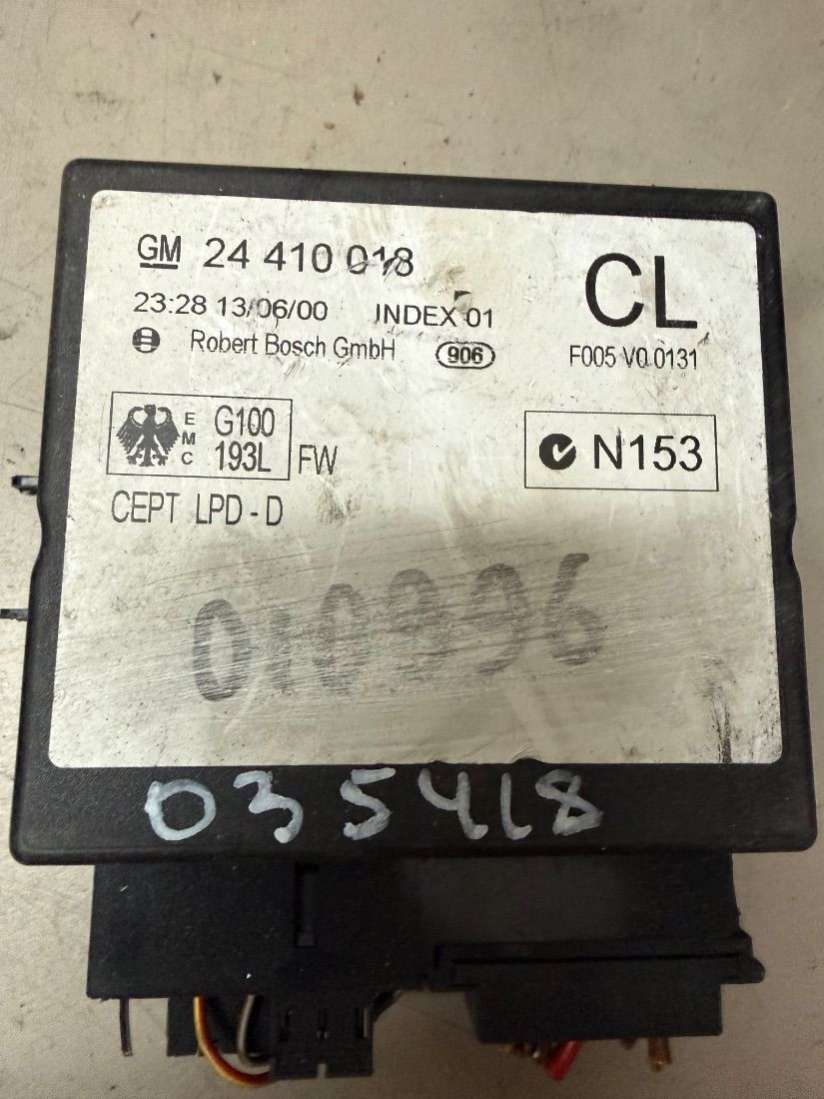 GM 24 410 018 CL
23:28 13/06/00 INDEX 01
Robert Bosch GmbH 906 F005 V0 0131
EMC G100 193L FW
N153
CEPT LPD - D
035418